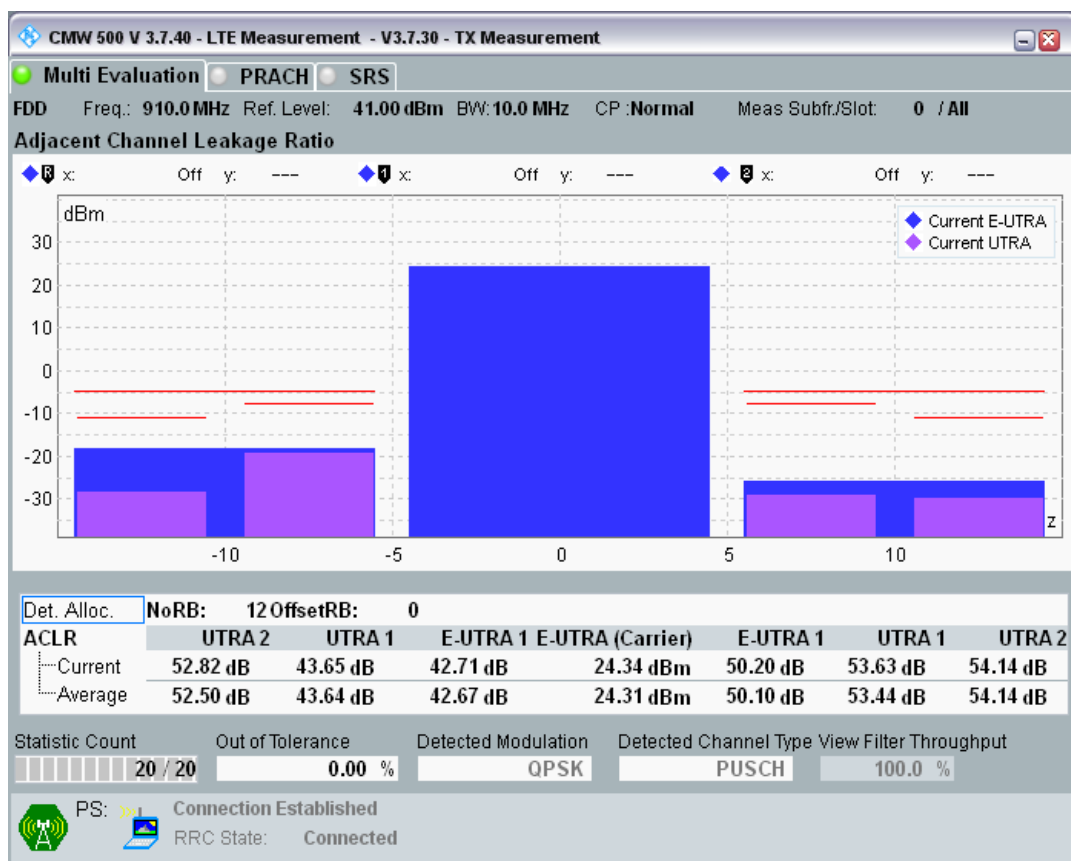 CMW 500 V 3.7.40 - LTE Measurement - V3.7.30 - TX Measurement
Multi Evaluation PRACH SRS
FDD Freq.: 910.0 MHz Ref. Level: 41.00 dBm BW: 10.0 MHz CP :Normal Meas Subfr./Slot: 0 / All
Adjacent Channel Leakage Ratio
R x: Off y: --- 1 x: Off y: --- 2 x: Off y: ---
dBm
Current E-UTRA
Current UTRA
30
20
10
0
-10
-20
-30
z
-10 -5 0 5 10
Det. Alloc. NoRB: 12 OffsetRB: 0
ACLR UTRA 2 UTRA 1 E-UTRA 1 E-UTRA (Carrier) E-UTRA 1 UTRA 1 UTRA 2
Current 52.82 dB 43.65 dB 42.71 dB 24.34 dBm 50.20 dB 53.63 dB 54.14 dB
Average 52.50 dB 43.64 dB 42.67 dB 24.31 dBm 50.10 dB 53.44 dB 54.14 dB
Statistic Count Out of Tolerance Detected Modulation Detected Channel Type View Filter Throughput
20 / 20 0.00 % QPSK PUSCH 100.0 %
PS: Connection Established
RRC State: Connected